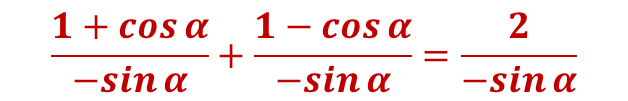 (1 + cos α)/(−sin α) + (1 − cos α)/(−sin α) = 2/(−sin α)